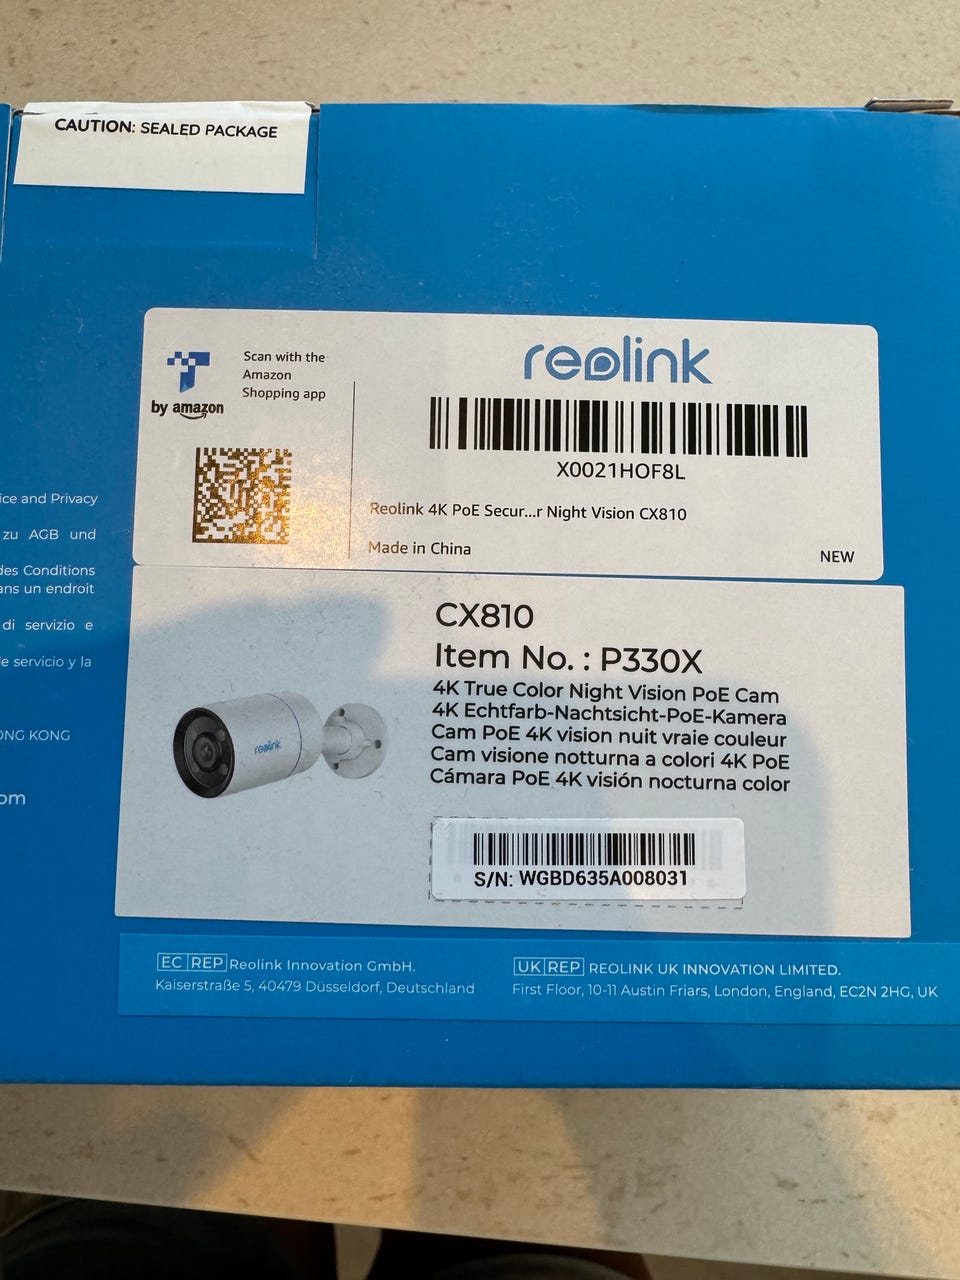 CAUTION: SEALED PACKAGE
by amazon
Scan with the
Amazon
Shopping app
reolink
X0021HOF8L
Reolink 4K PoE Secur...r Night Vision CX810
Made in China
NEW
ice and Privacy
zu AGB und
des Conditions
ans un endroit
di servizio e
e servicio y la
ONG KONG
om
CX810
Item No. : P330X
4K True Color Night Vision PoE Cam
4K Echtfarb-Nachtsicht-PoE-Kamera
Cam PoE 4K vision nuit vraie couleur
Cam visione notturna a colori 4K PoE
Cámara PoE 4K visión nocturna color
reolink
S/N: WGBD635A008031
EC REP Reolink Innovation GmbH.
Kaiserstraße 5, 40479 Düsseldorf, Deutschland
UK REP REOLINK UK INNOVATION LIMITED.
First Floor, 10-11 Austin Friars, London, England, EC2N 2HG, UK